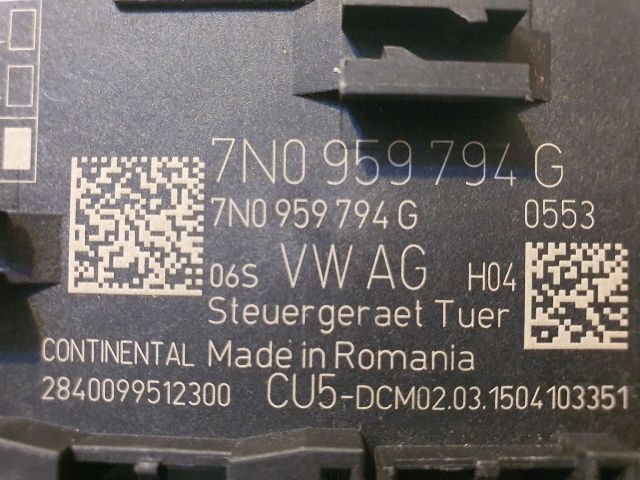 7N0 959 794 G
7N0 959 794 G 0553
06S VW AG H04
Steuergeraet Tuer
CONTINENTAL Made in Romania
2840099512300 CU5-DCM02.03.1504103351